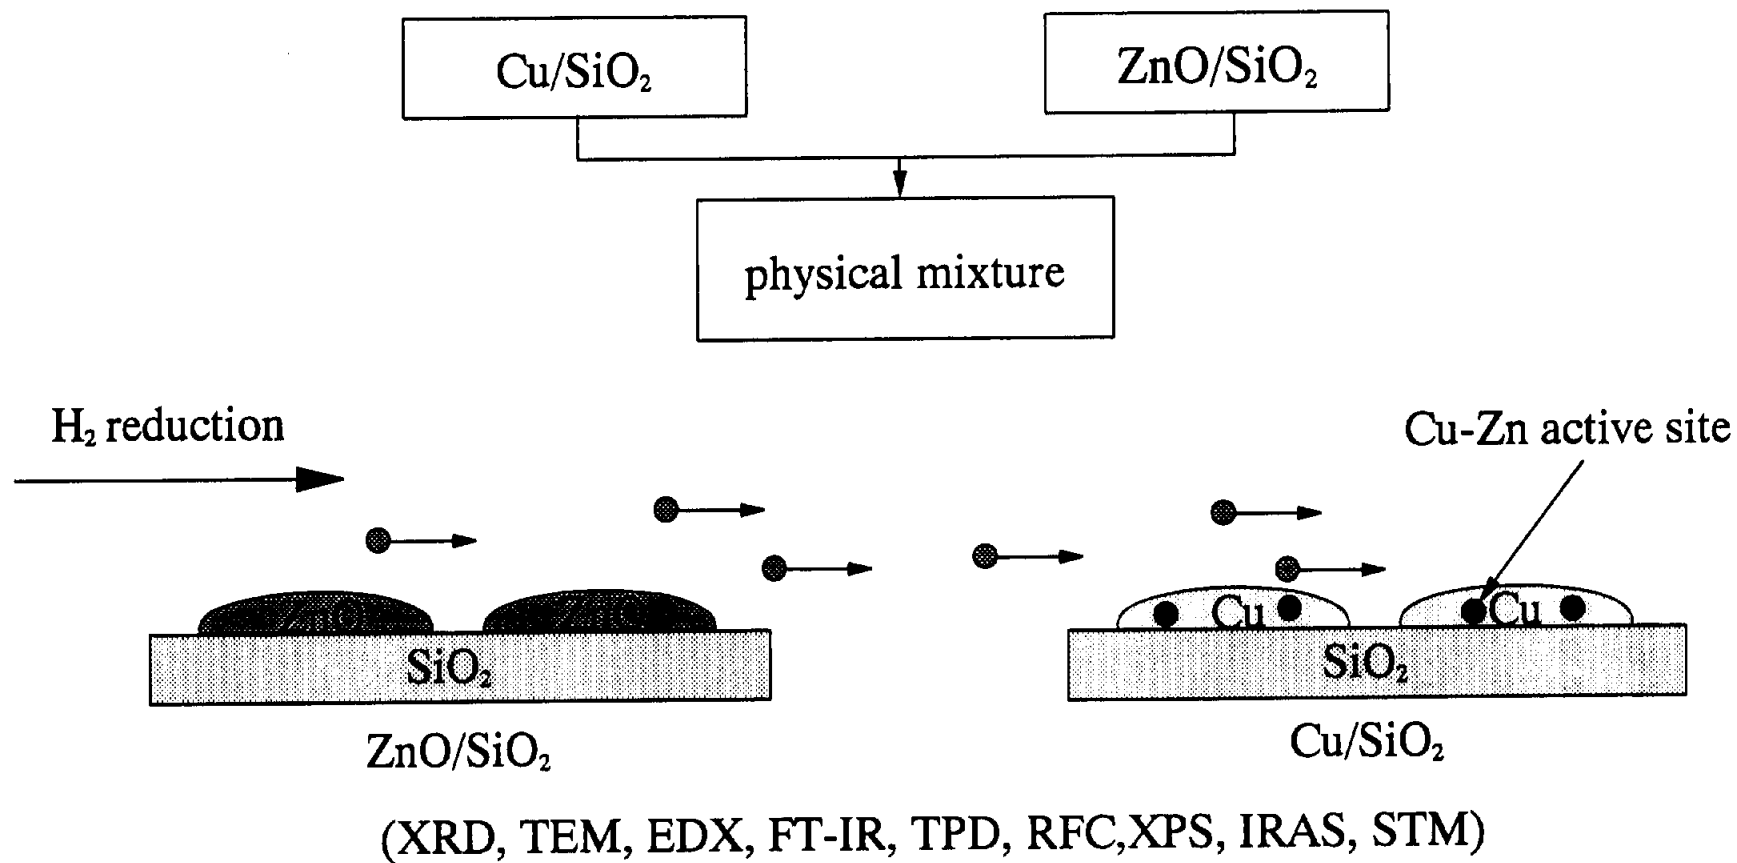 Cu/SiO₂
ZnO/SiO₂
physical mixture
H₂ reduction
Cu-Zn active site
ZnO
ZnO
Cu
Cu
SiO₂
SiO₂
ZnO/SiO₂
Cu/SiO₂
(XRD, TEM, EDX, FT-IR, TPD, RFC,XPS, IRAS, STM)